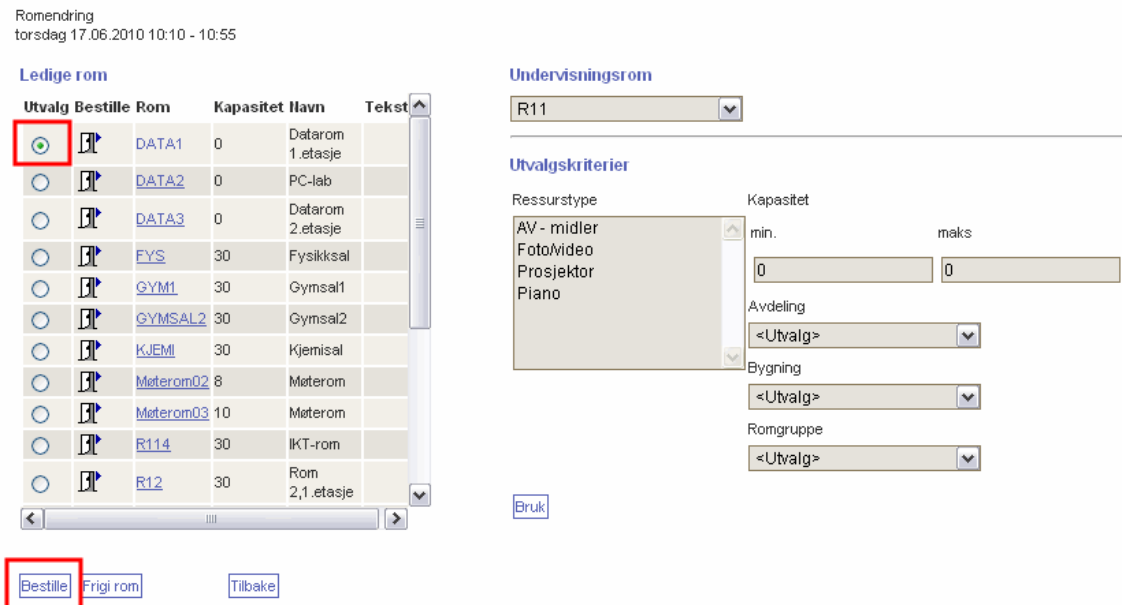 Romendring
torsdag 17.06.2010 10:10 - 10:55
Ledige rom
Utvalg Bestille Rom Kapasitet Navn Tekst
DATA1 0 Datarom 1.etasje
DATA2 0 PC-lab
DATA3 0 Datarom 2.etasje
FYS 30 Fysikksal
GYM1 30 Gymsal1
GYMSAL2 30 Gymsal2
KJEMI 30 Kjemisal
Møterom02 8 Møterom
Møterom03 10 Møterom
R114 30 IKT-rom
R12 30 Rom 2,1.etasje
Bestille Frigi rom Tilbake
Undervisningsrom
R11
Utvalgskriterier
Ressurstype
AV - midler
Foto/video
Prosjektor
Piano
Kapasitet
min. maks
0 0
Avdeling
<Utvalg>
Bygning
<Utvalg>
Romgruppe
<Utvalg>
Bruk